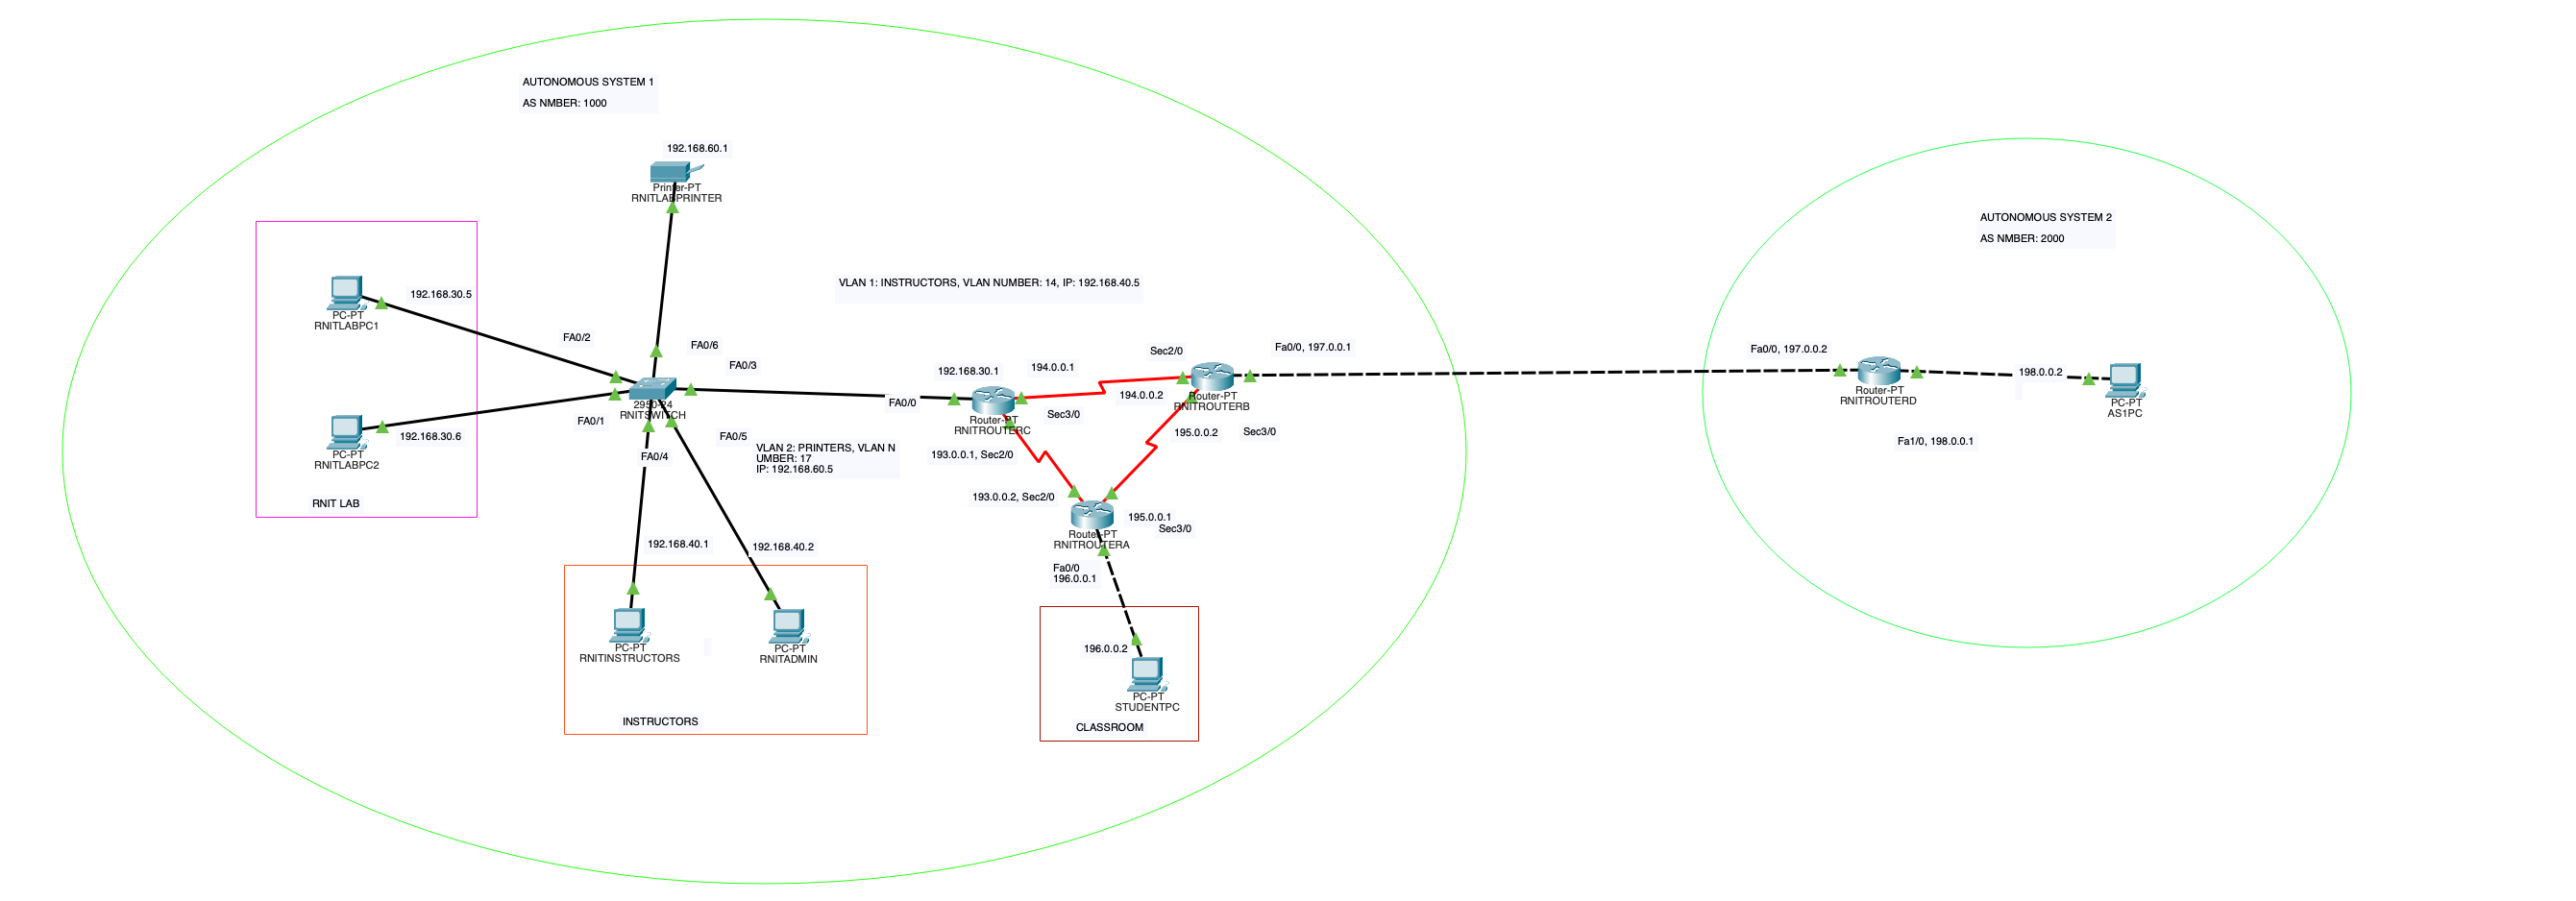 AUTONOMOUS SYSTEM 1
AS NMBER: 1000
192.168.60.1
Printer-PT
RNITLABPRINTER
AUTONOMOUS SYSTEM 2
AS NMBER: 2000
VLAN 1: INSTRUCTORS, VLAN NUMBER: 14, IP: 192.168.40.5
192.168.30.5
PC-PT
RNITLABPC1
FA0/2
FA0/6
FA0/3
192.168.30.1
194.0.0.1
Sec2/0
Fa0/0, 197.0.0.1
Fa0/0, 197.0.0.2
198.0.0.2
2950-24
RNITSWITCH
FA0/0
Router-PT
RNITROUTERC
Sec3/0
194.0.0.2
Router-PT
RNITROUTERB
Router-PT
RNITROUTERD
PC-PT
AS1PC
FA0/1
192.168.30.6
PC-PT
RNITLABPC2
FA0/4
FA0/5
VLAN 2: PRINTERS, VLAN N
UMBER: 17
IP: 192.168.60.5
193.0.0.1, Sec2/0
195.0.0.2
Sec3/0
Fa1/0, 198.0.0.1
RNIT LAB
193.0.0.2, Sec2/0
195.0.0.1
Sec3/0
Router-PT
RNITROUTERA
192.168.40.1
192.168.40.2
Fa0/0
196.0.0.1
PC-PT
RNITINSTRUCTORS
PC-PT
RNITADMIN
196.0.0.2
PC-PT
STUDENTPC
INSTRUCTORS
CLASSROOM